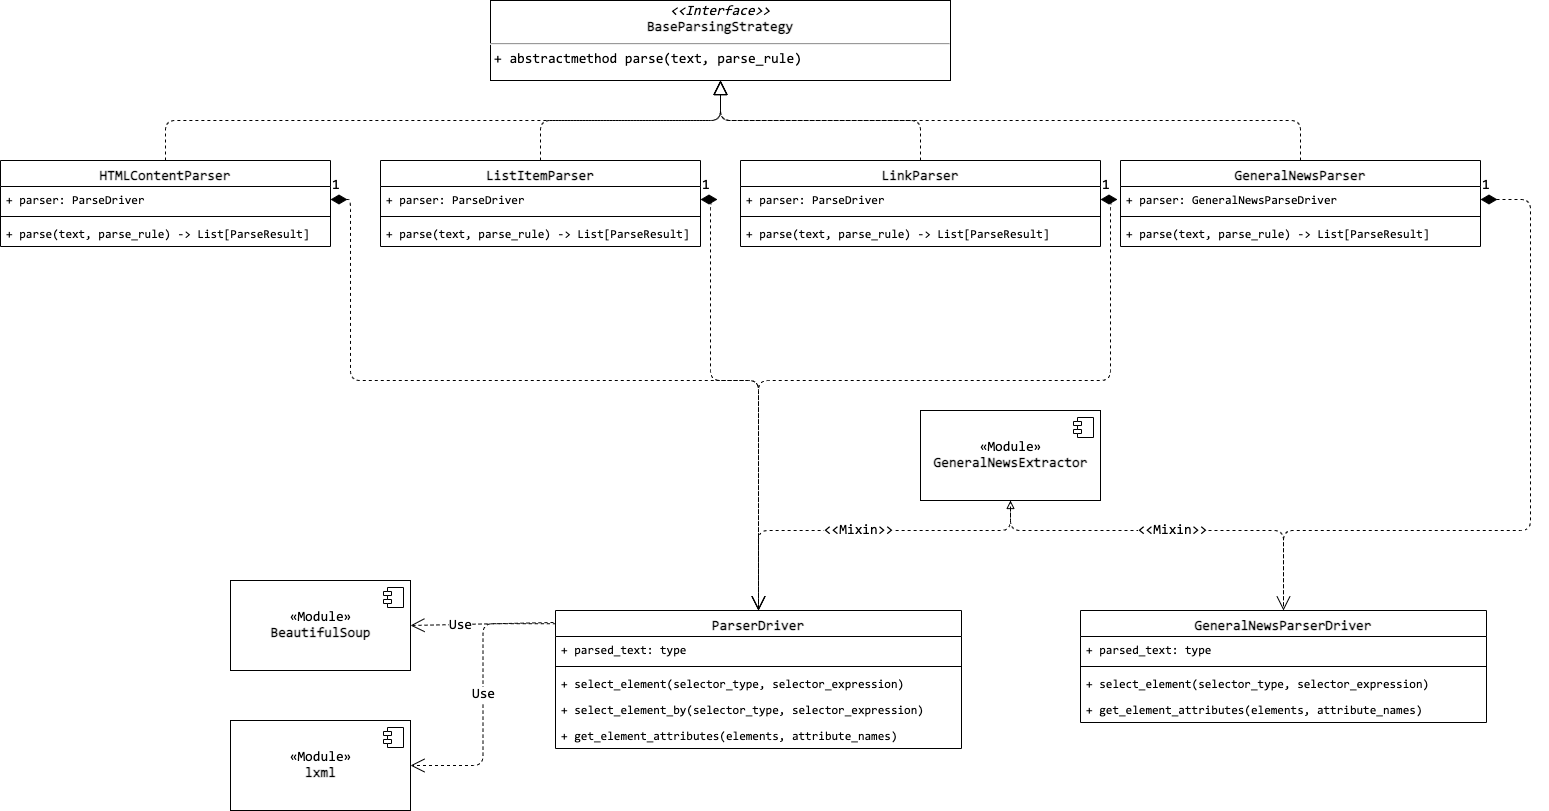 <<Interface>>
BaseParsingStrategy
+ abstractmethod parse(text, parse_rule)
HTMLContentParser
+ parser: ParseDriver
+ parse(text, parse_rule) -> List[ParseResult]
1
ListItemParser
+ parser: ParseDriver
+ parse(text, parse_rule) -> List[ParseResult]
1
LinkParser
+ parser: ParseDriver
+ parse(text, parse_rule) -> List[ParseResult]
1
GeneralNewsParser
+ parser: GeneralNewsParseDriver
+ parse(text, parse_rule) -> List[ParseResult]
1
«Module»
GeneralNewsExtractor
<<Mixin>>
<<Mixin>>
«Module»
BeautifulSoup
Use
Use
«Module»
lxml
ParserDriver
+ parsed_text: type
+ select_element(selector_type, selector_expression)
+ select_element_by(selector_type, selector_expression)
+ get_element_attributes(elements, attribute_names)
GeneralNewsParserDriver
+ parsed_text: type
+ select_element(selector_type, selector_expression)
+ get_element_attributes(elements, attribute_names)